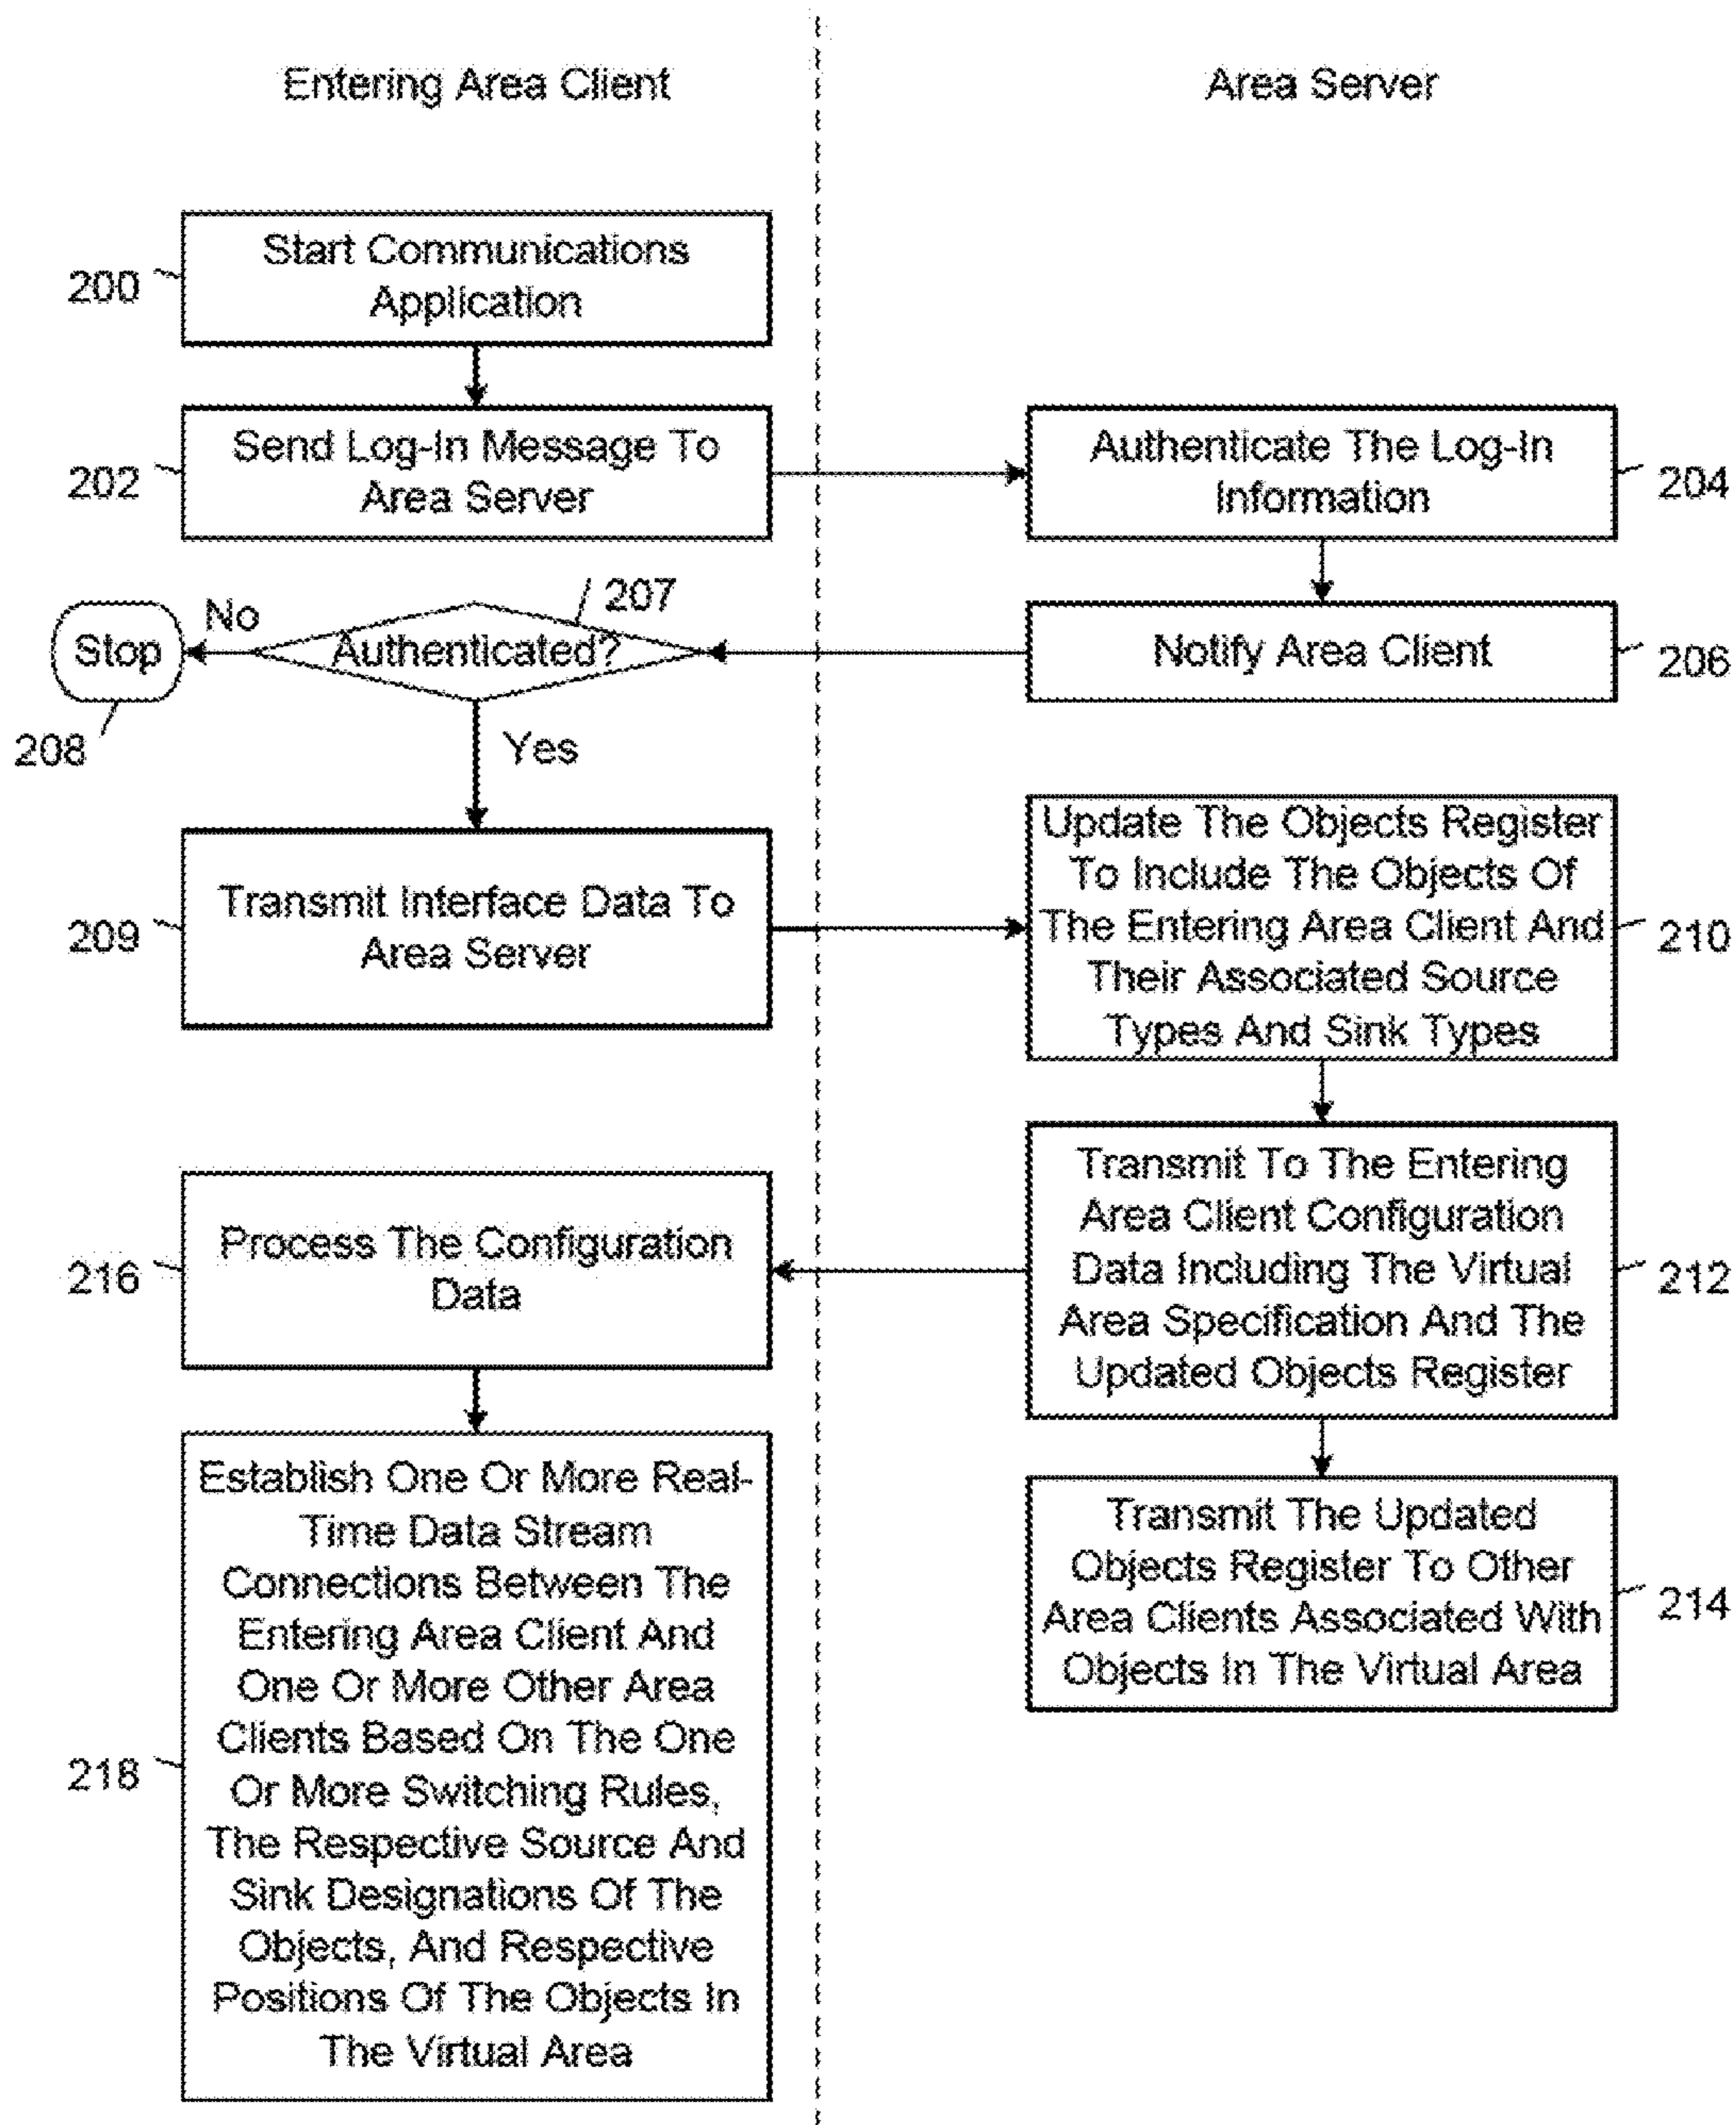 Entering Area Client
Area Server
Start Communications
Application
200
Send Log-In Message To
Area Server
202
Authenticate The Log-In
Information
204
Stop
No
Authenticated?
207
Notify Area Client
206
208
Yes
Transmit Interface Data To
Area Server
209
Update The Objects Register
To Include The Objects Of
The Entering Area Client And
Their Associated Source
Types And Sink Types
210
Process The Configuration
Data
216
Transmit To The Entering
Area Client Configuration
Data Including The Virtual
Area Specification And The
Updated Objects Register
212
Establish One Or More Real-
Time Data Stream
Connections Between The
Entering Area Client And
One Or More Other Area
Clients Based On The One
Or More Switching Rules,
The Respective Source And
Sink Designations Of The
Objects, And Respective
Positions Of The Objects In
The Virtual Area
218
Transmit The Updated
Objects Register To Other
Area Clients Associated With
Objects In The Virtual Area
214